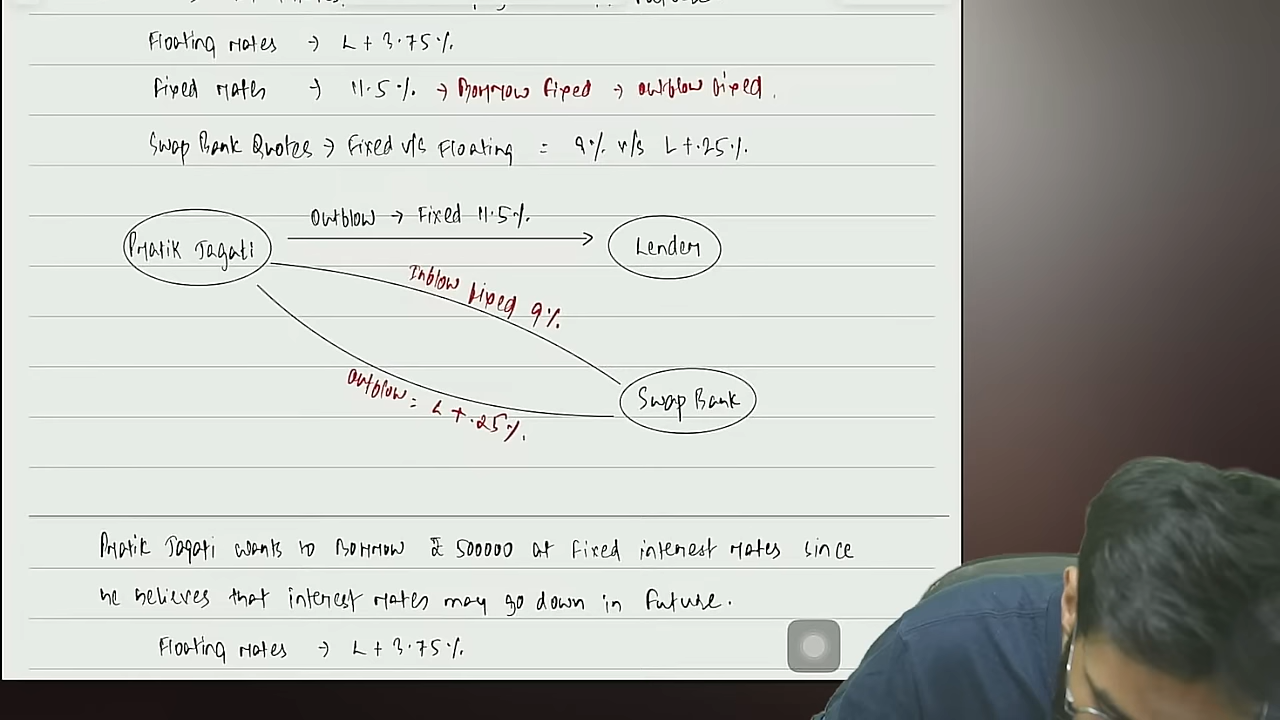 Floating rates → L + 3.75%
Fixed rates → 11.5% → Borrow fixed → outflow fixed.
Swap Bank Quotes → Fixed v/s Floating = 9% v/s L+.25%
Outflow → Fixed 11.5%
Pratik Jagati
Lender
Inflow fixed 9%
Outflow = L+.25%
Swap Bank
Pratik Jagati wants to Borrow ₹ 500000 at fixed interest rates since
he believes that interest rates may go down in future.
Floating rates → L + 3.75%